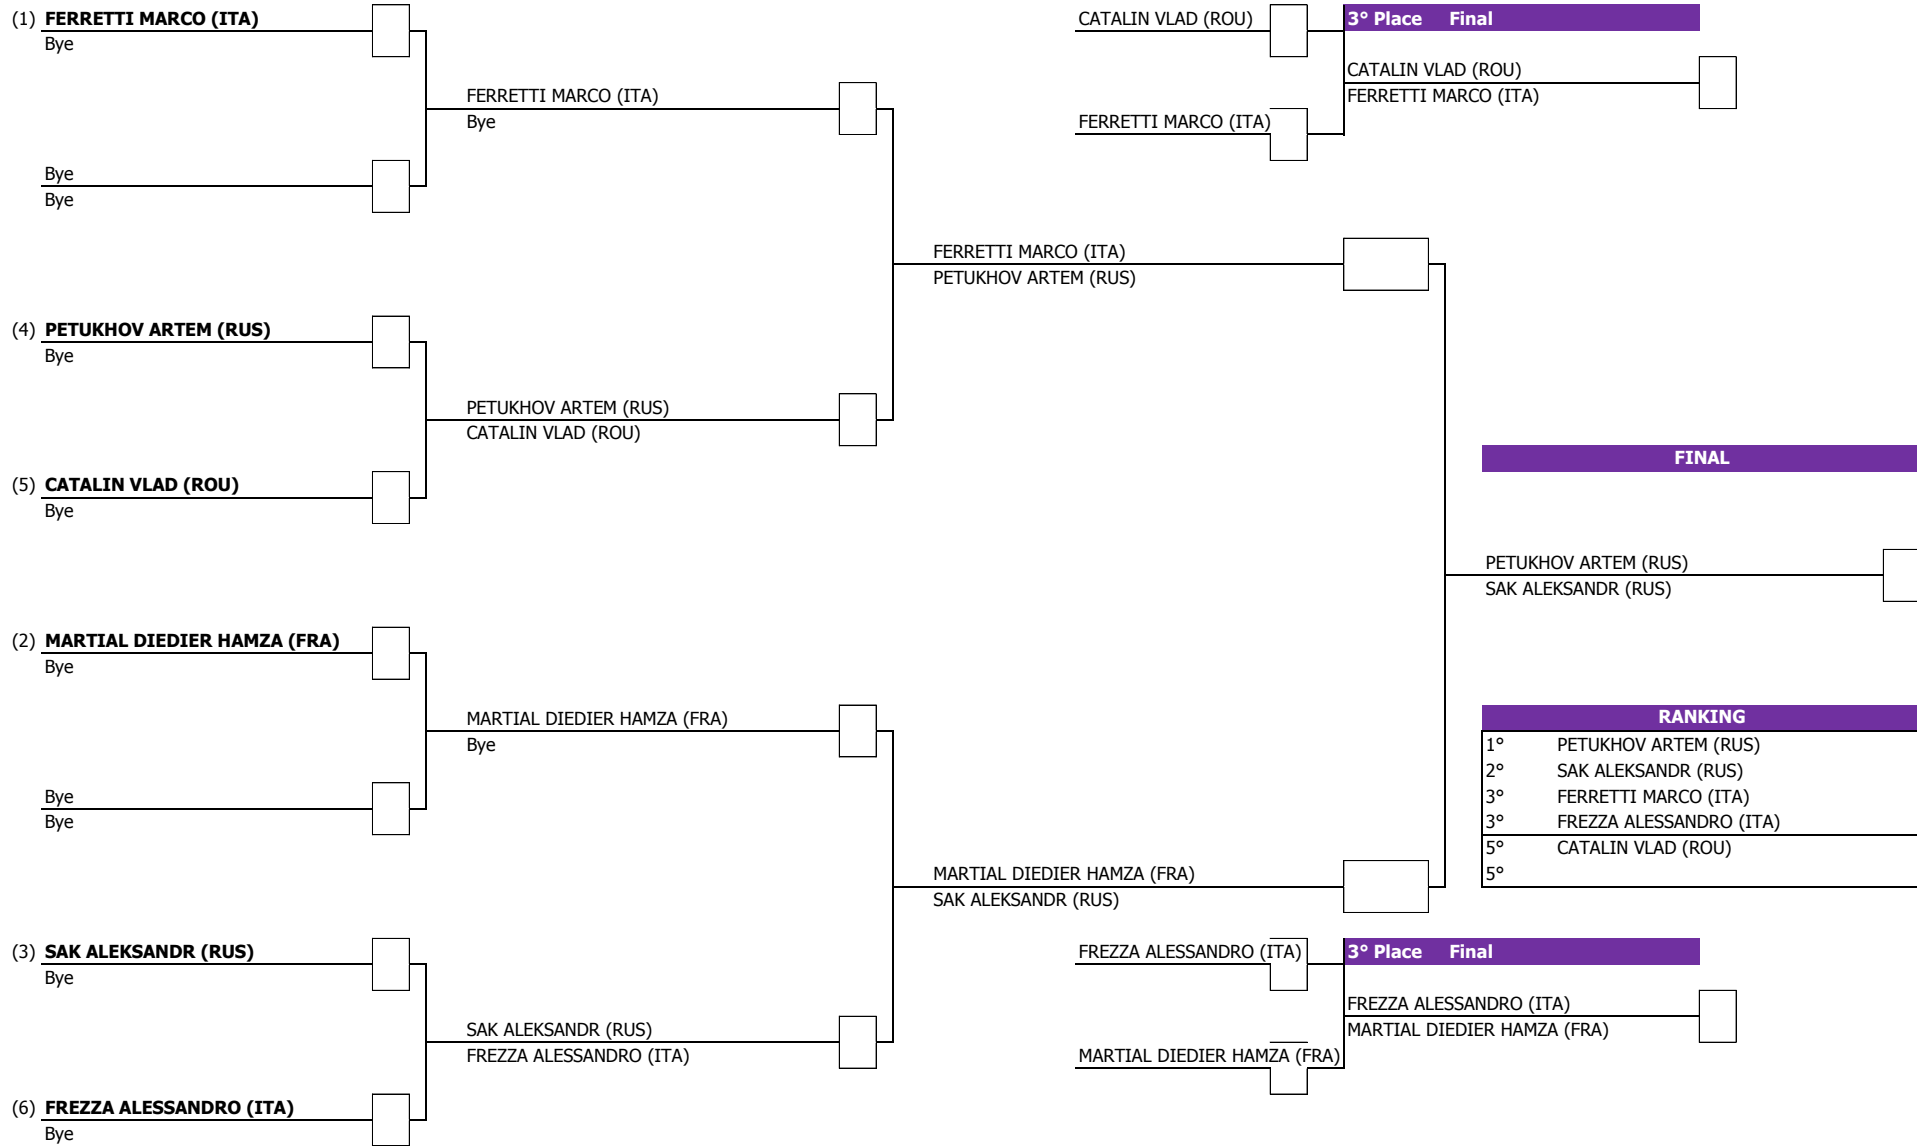 (1) FERRETTI MARCO (ITA)
Bye
Bye
Bye
(4) PETUKHOV ARTEM (RUS)
Bye
(5) CATALIN VLAD (ROU)
Bye
(2) MARTIAL DIEDIER HAMZA (FRA)
Bye
Bye
Bye
(3) SAK ALEKSANDR (RUS)
Bye
(6) FREZZA ALESSANDRO (ITA)
Bye
FERRETTI MARCO (ITA)
Bye
PETUKHOV ARTEM (RUS)
CATALIN VLAD (ROU)
MARTIAL DIEDIER HAMZA (FRA)
Bye
SAK ALEKSANDR (RUS)
FREZZA ALESSANDRO (ITA)
FERRETTI MARCO (ITA)
PETUKHOV ARTEM (RUS)
MARTIAL DIEDIER HAMZA (FRA)
SAK ALEKSANDR (RUS)
CATALIN VLAD (ROU)
FERRETTI MARCO (ITA)
3° Place Final
CATALIN VLAD (ROU)
FERRETTI MARCO (ITA)
FINAL
PETUKHOV ARTEM (RUS)
SAK ALEKSANDR (RUS)
RANKING
1° PETUKHOV ARTEM (RUS)
2° SAK ALEKSANDR (RUS)
3° FERRETTI MARCO (ITA)
3° FREZZA ALESSANDRO (ITA)
5° CATALIN VLAD (ROU)
5°
FREZZA ALESSANDRO (ITA)
MARTIAL DIEDIER HAMZA (FRA)
3° Place Final
FREZZA ALESSANDRO (ITA)
MARTIAL DIEDIER HAMZA (FRA)